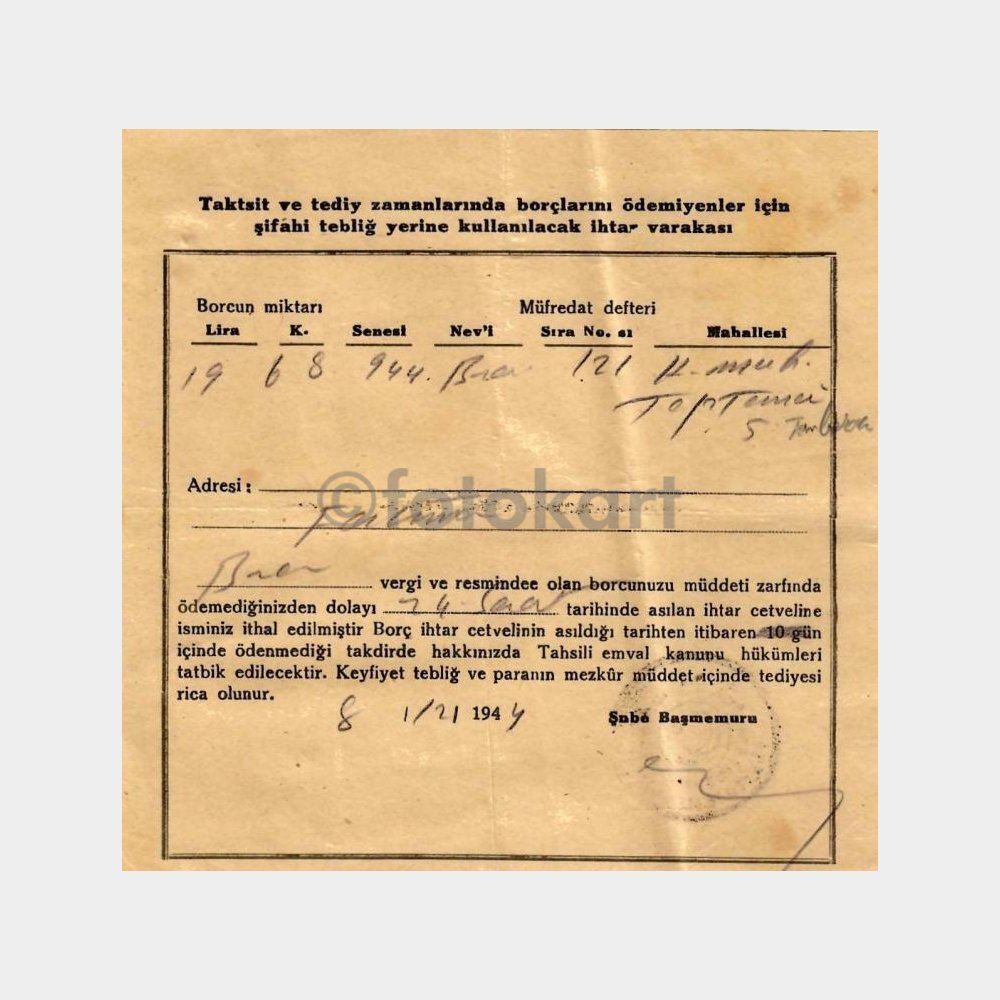 Taktsit ve tediy zamanlarında borçlarını ödemiyenler için
şifahi tebliğ yerine kullanılacak ihtar varakası
Borcun miktarı Müfredat defteri
Lira K. Senesi Nev'i Sıra No. sı Mahallesi
19 68 944. 121
Adresi :
©fotokart
vergi ve resmindee olan borcunuzu müddeti zarfında
ödemediğinizden dolayı tarihinde asılan ihtar cetveline
isminiz ithal edilmiştir Borç ihtar cetvelinin asıldığı tarihten itibaren 10 gün
içinde ödenmediği takdirde hakkınızda Tahsili emval kanunu hükümleri
tatbik edilecektir. Keyfiyet tebliğ ve paranın mezkûr müddet içinde tediyesi
rica olunur.
8 1/21 1944 Şube Başmemuru